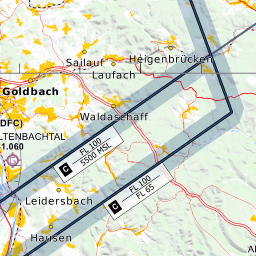 Heigenbrücken
Sailauf
Laufach
Goldbach
Waldaschaff
DFC)
LTENBACHTAL
1.060
C
FL 100
5500 MSL
C
FL 100
FL 65
Leidersbach
Hausen
Al